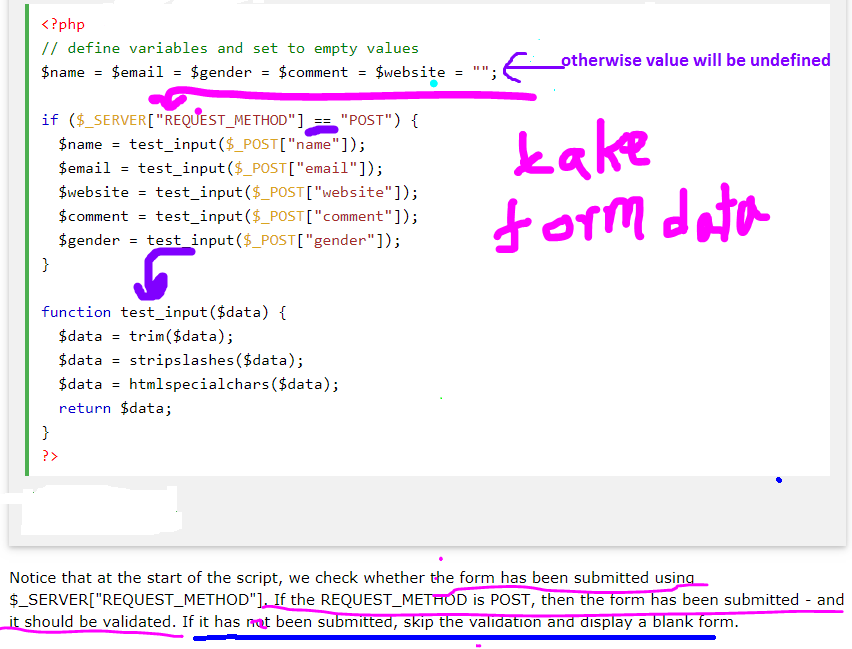 <?php
// define variables and set to empty values
$name = $email = $gender = $comment = $website = "";
otherwise value will be undefined
if ($_SERVER["REQUEST_METHOD"] == "POST") {
$name = test_input($_POST["name"]);
$email = test_input($_POST["email"]);
$website = test_input($_POST["website"]);
$comment = test_input($_POST["comment"]);
$gender = test_input($_POST["gender"]);
}
take
form data
function test_input($data) {
$data = trim($data);
$data = stripslashes($data);
$data = htmlspecialchars($data);
return $data;
}
?>
Notice that at the start of the script, we check whether the form has been submitted using
$_SERVER["REQUEST_METHOD"]. If the REQUEST_METHOD is POST, then the form has been submitted - and
it should be validated. If it has not been submitted, skip the validation and display a blank form.